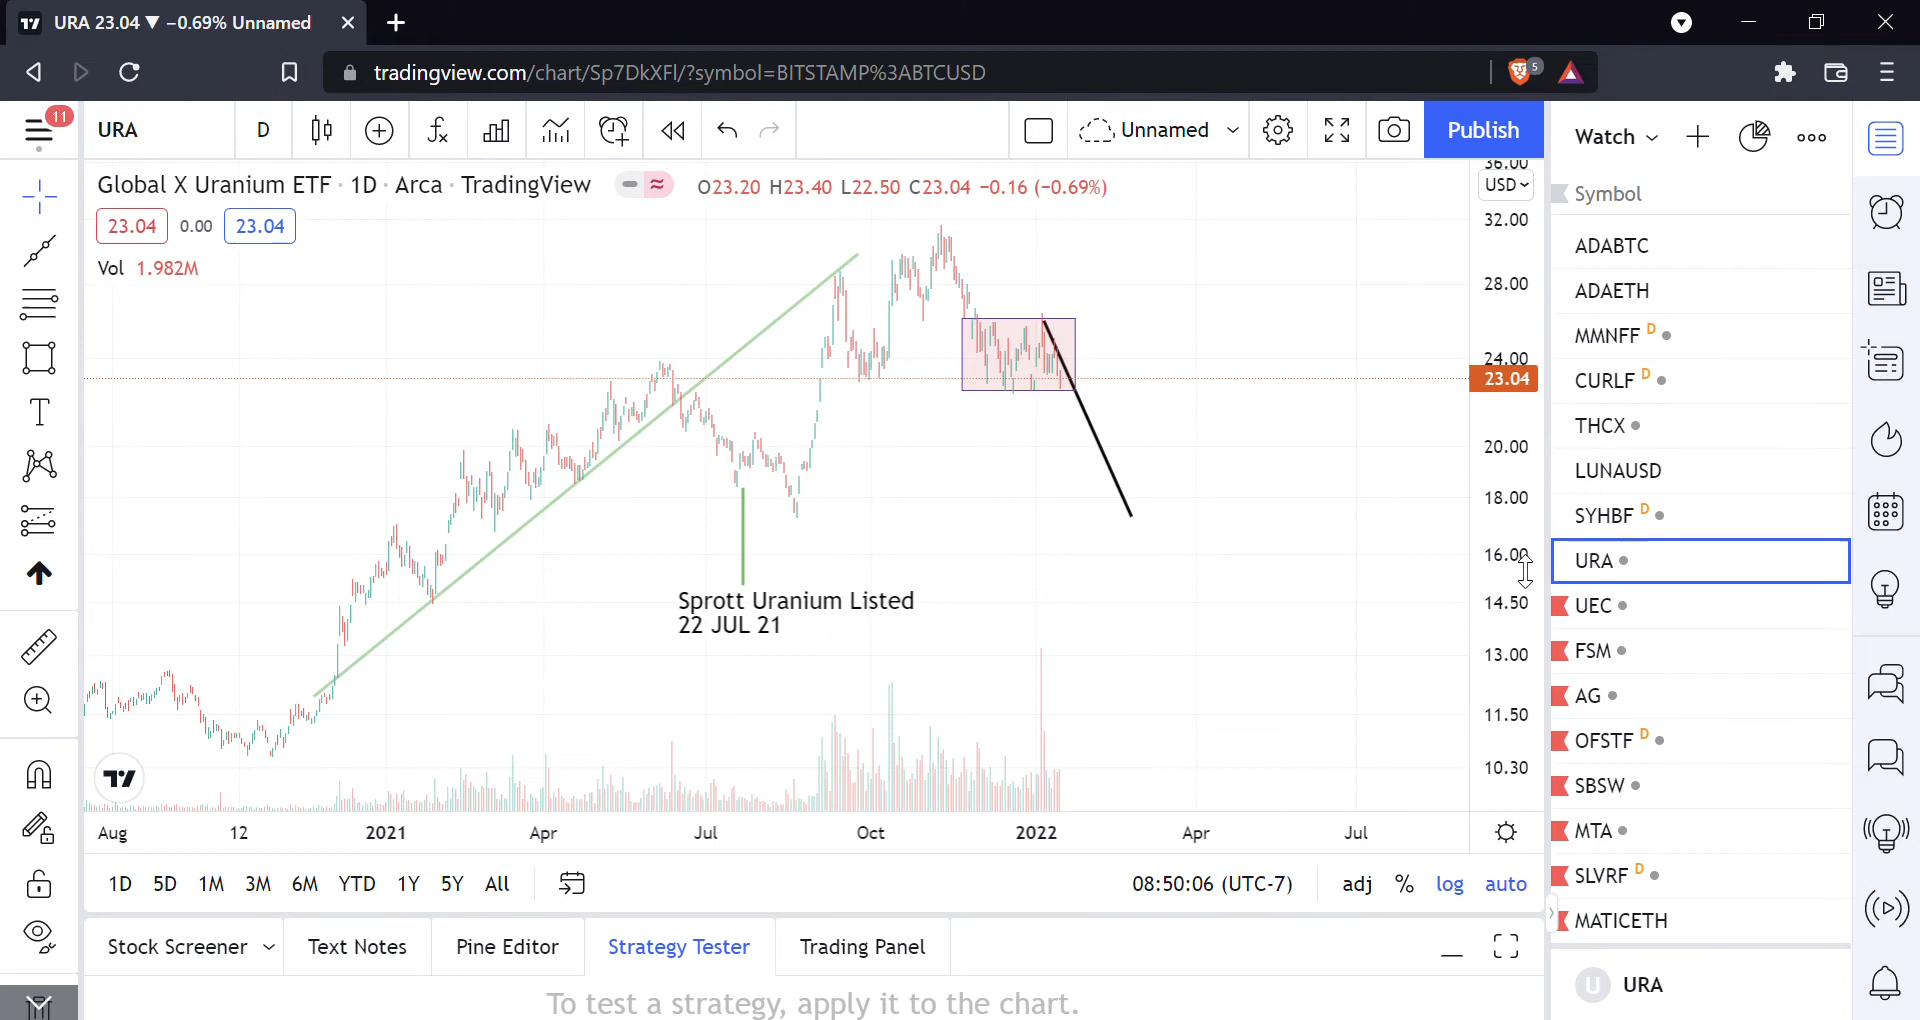 URA 23.04 ▼ −0.69% Unnamed
tradingview.com/chart/Sp7DkXFl/?symbol=BITSTAMP%3ABTCUSD
5
11
URA
D
Unnamed
Publish
Watch
Global X Uranium ETF · 1D · Arca · TradingView
O23.20 H23.40 L22.50 C23.04 −0.16 (−0.69%)
23.04 0.00 23.04
Vol 1.982M
36.00
USD
32.00
28.00
24.00
23.04
20.00
18.00
16.00
14.50
13.00
11.50
10.30
Sprott Uranium Listed
22 JUL 21
Aug 12 2021 Apr Jul Oct 2022 Apr Jul
1D 5D 1M 3M 6M YTD 1Y 5Y All
08:50:06 (UTC-7)
adj % log auto
Stock Screener Text Notes Pine Editor Strategy Tester Trading Panel
To test a strategy, apply it to the chart.
Symbol
ADABTC
ADAETH
MMNFF D
CURLF D
THCX
LUNAUSD
SYHBF D
URA
UEC
FSM
AG
OFSTF D
SBSW
MTA
SLVRF D
MATICETH
U URA